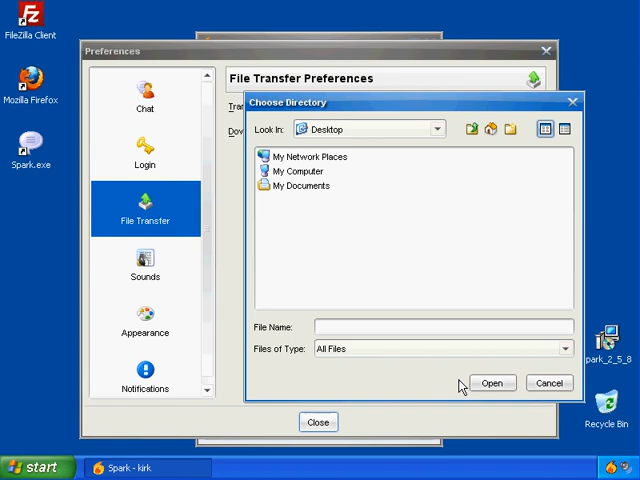 FileZilla Client
Mozilla Firefox
Spark.exe
Preferences
Chat
Login
File Transfer
Sounds
Appearance
Notifications
File Transfer Preferences
Choose Directory
Look In:
Desktop
My Network Places
My Computer
My Documents
File Name:
Files of Type:
All Files
Open
Cancel
Close
park_2_5_8
Recycle Bin
start
Spark - kirk